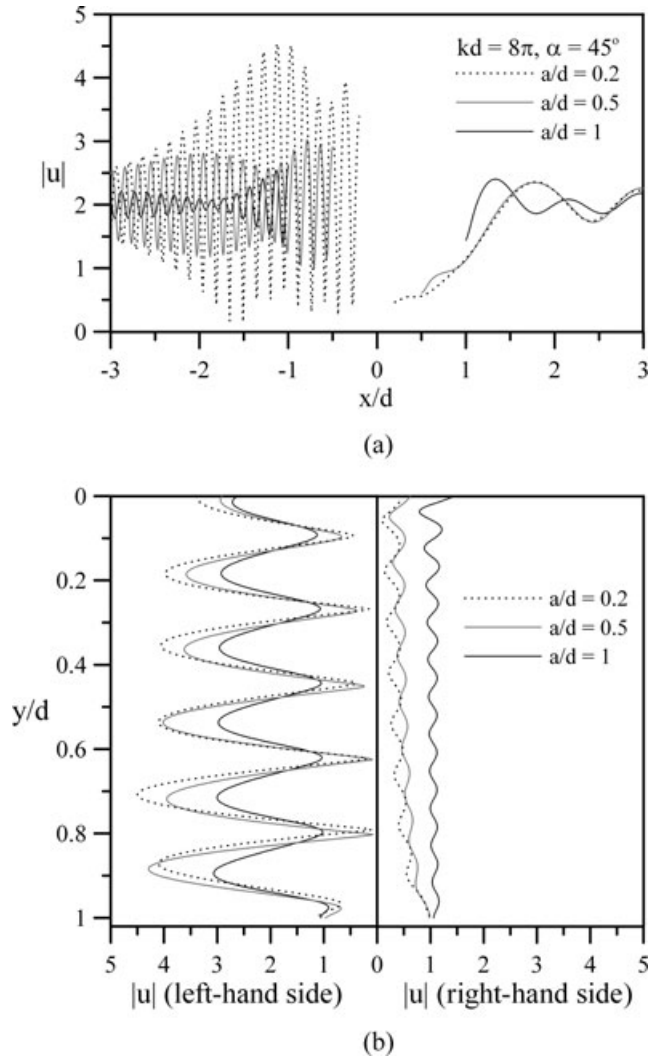 5
4
3
2
1
0
|u|
kd = 8π, α = 45º
a/d = 0.2
a/d = 0.5
a/d = 1
-3 -2 -1 0 1 2 3
x/d
(a)
0
0.2
0.4
0.6
0.8
1
y/d
a/d = 0.2
a/d = 0.5
a/d = 1
5 4 3 2 1 0 1 2 3 4 5
|u| (left-hand side) |u| (right-hand side)
(b)